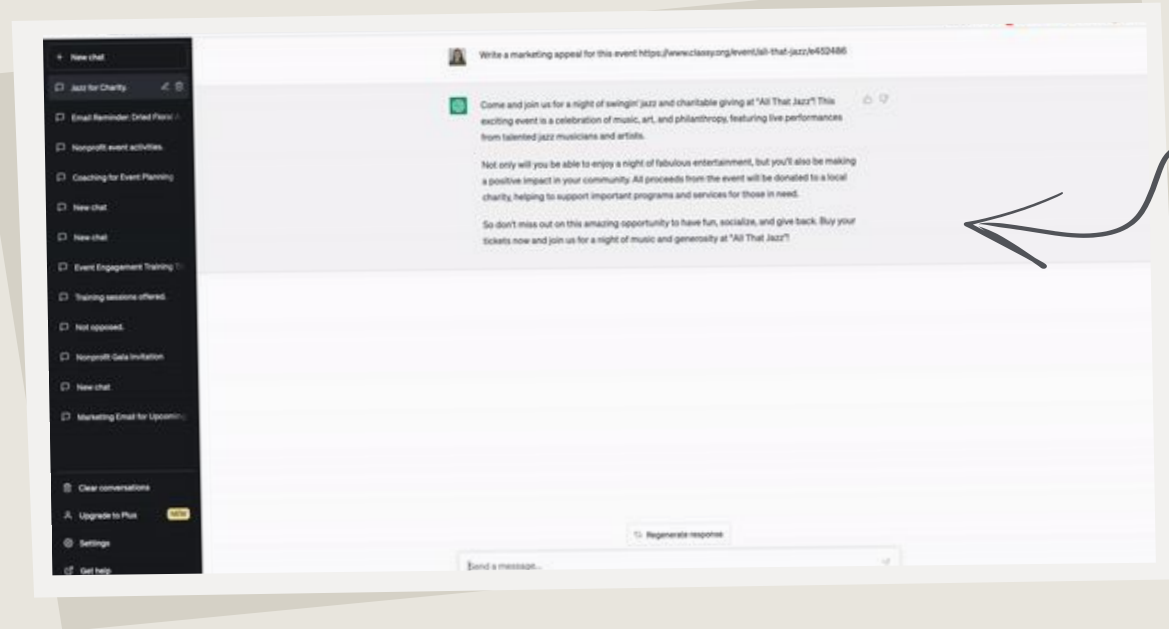 New chat
Jazz for Charity.
Email Reminder: Dried Floral A
Nonprofit event activities.
Coaching for Event Planning
New chat
New chat
Event Engagement Training
Training sessions offered.
Not opposed.
Nonprofit Gala Invitation
New chat
Marketing Email for Upcoming
Clear conversations
Upgrade to Plus NEW
Settings
Get help
Write a marketing appeal for this event https://www.classy.org/event/all-that-jazz/e452486
Come and join us for a night of swingin' jazz and charitable giving at "All That Jazz"! This
exciting event is a celebration of music, art, and philanthropy, featuring live performances
from talented jazz musicians and artists.
Not only will you be able to enjoy a night of fabulous entertainment, but you'll also be making
a positive impact in your community. All proceeds from the event will be donated to a local
charity, helping to support important programs and services for those in need.
So don't miss out on this amazing opportunity to have fun, socialize, and give back. Buy your
tickets now and join us for a night of music and generosity at "All That Jazz"!
Regenerate response
Send a message...